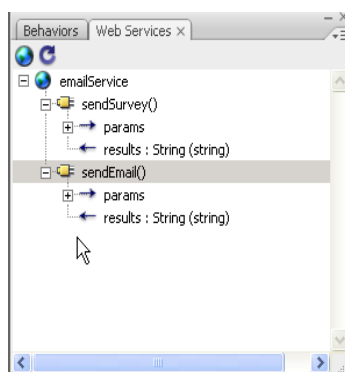 Behaviors Web Services ×
emailService
sendSurvey()
params
results : String (string)
sendEmail()
params
results : String (string)